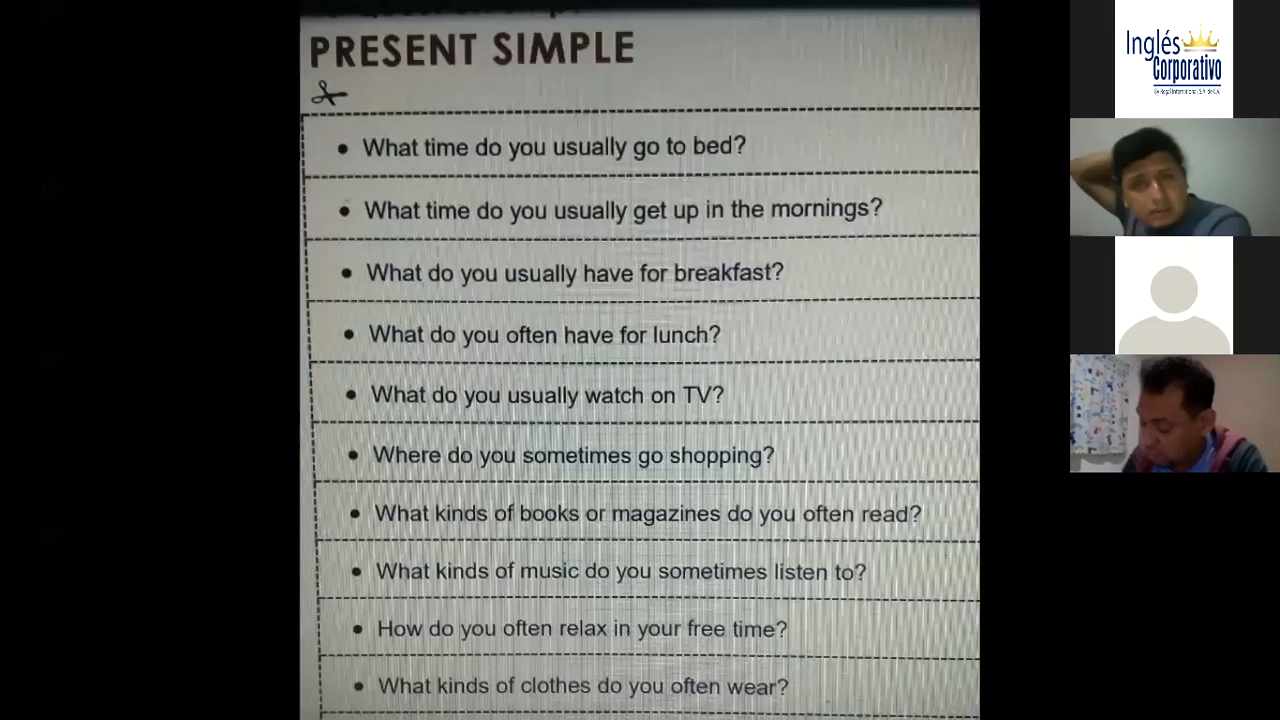 PRESENT SIMPLE
What time do you usually go to bed?
What time do you usually get up in the mornings?
What do you usually have for breakfast?
What do you often have for lunch?
What do you usually watch on TV?
Where do you sometimes go shopping?
What kinds of books or magazines do you often read?
What kinds of music do you sometimes listen to?
How do you often relax in your free time?
What kinds of clothes do you often wear?
Inglés
Corporativo